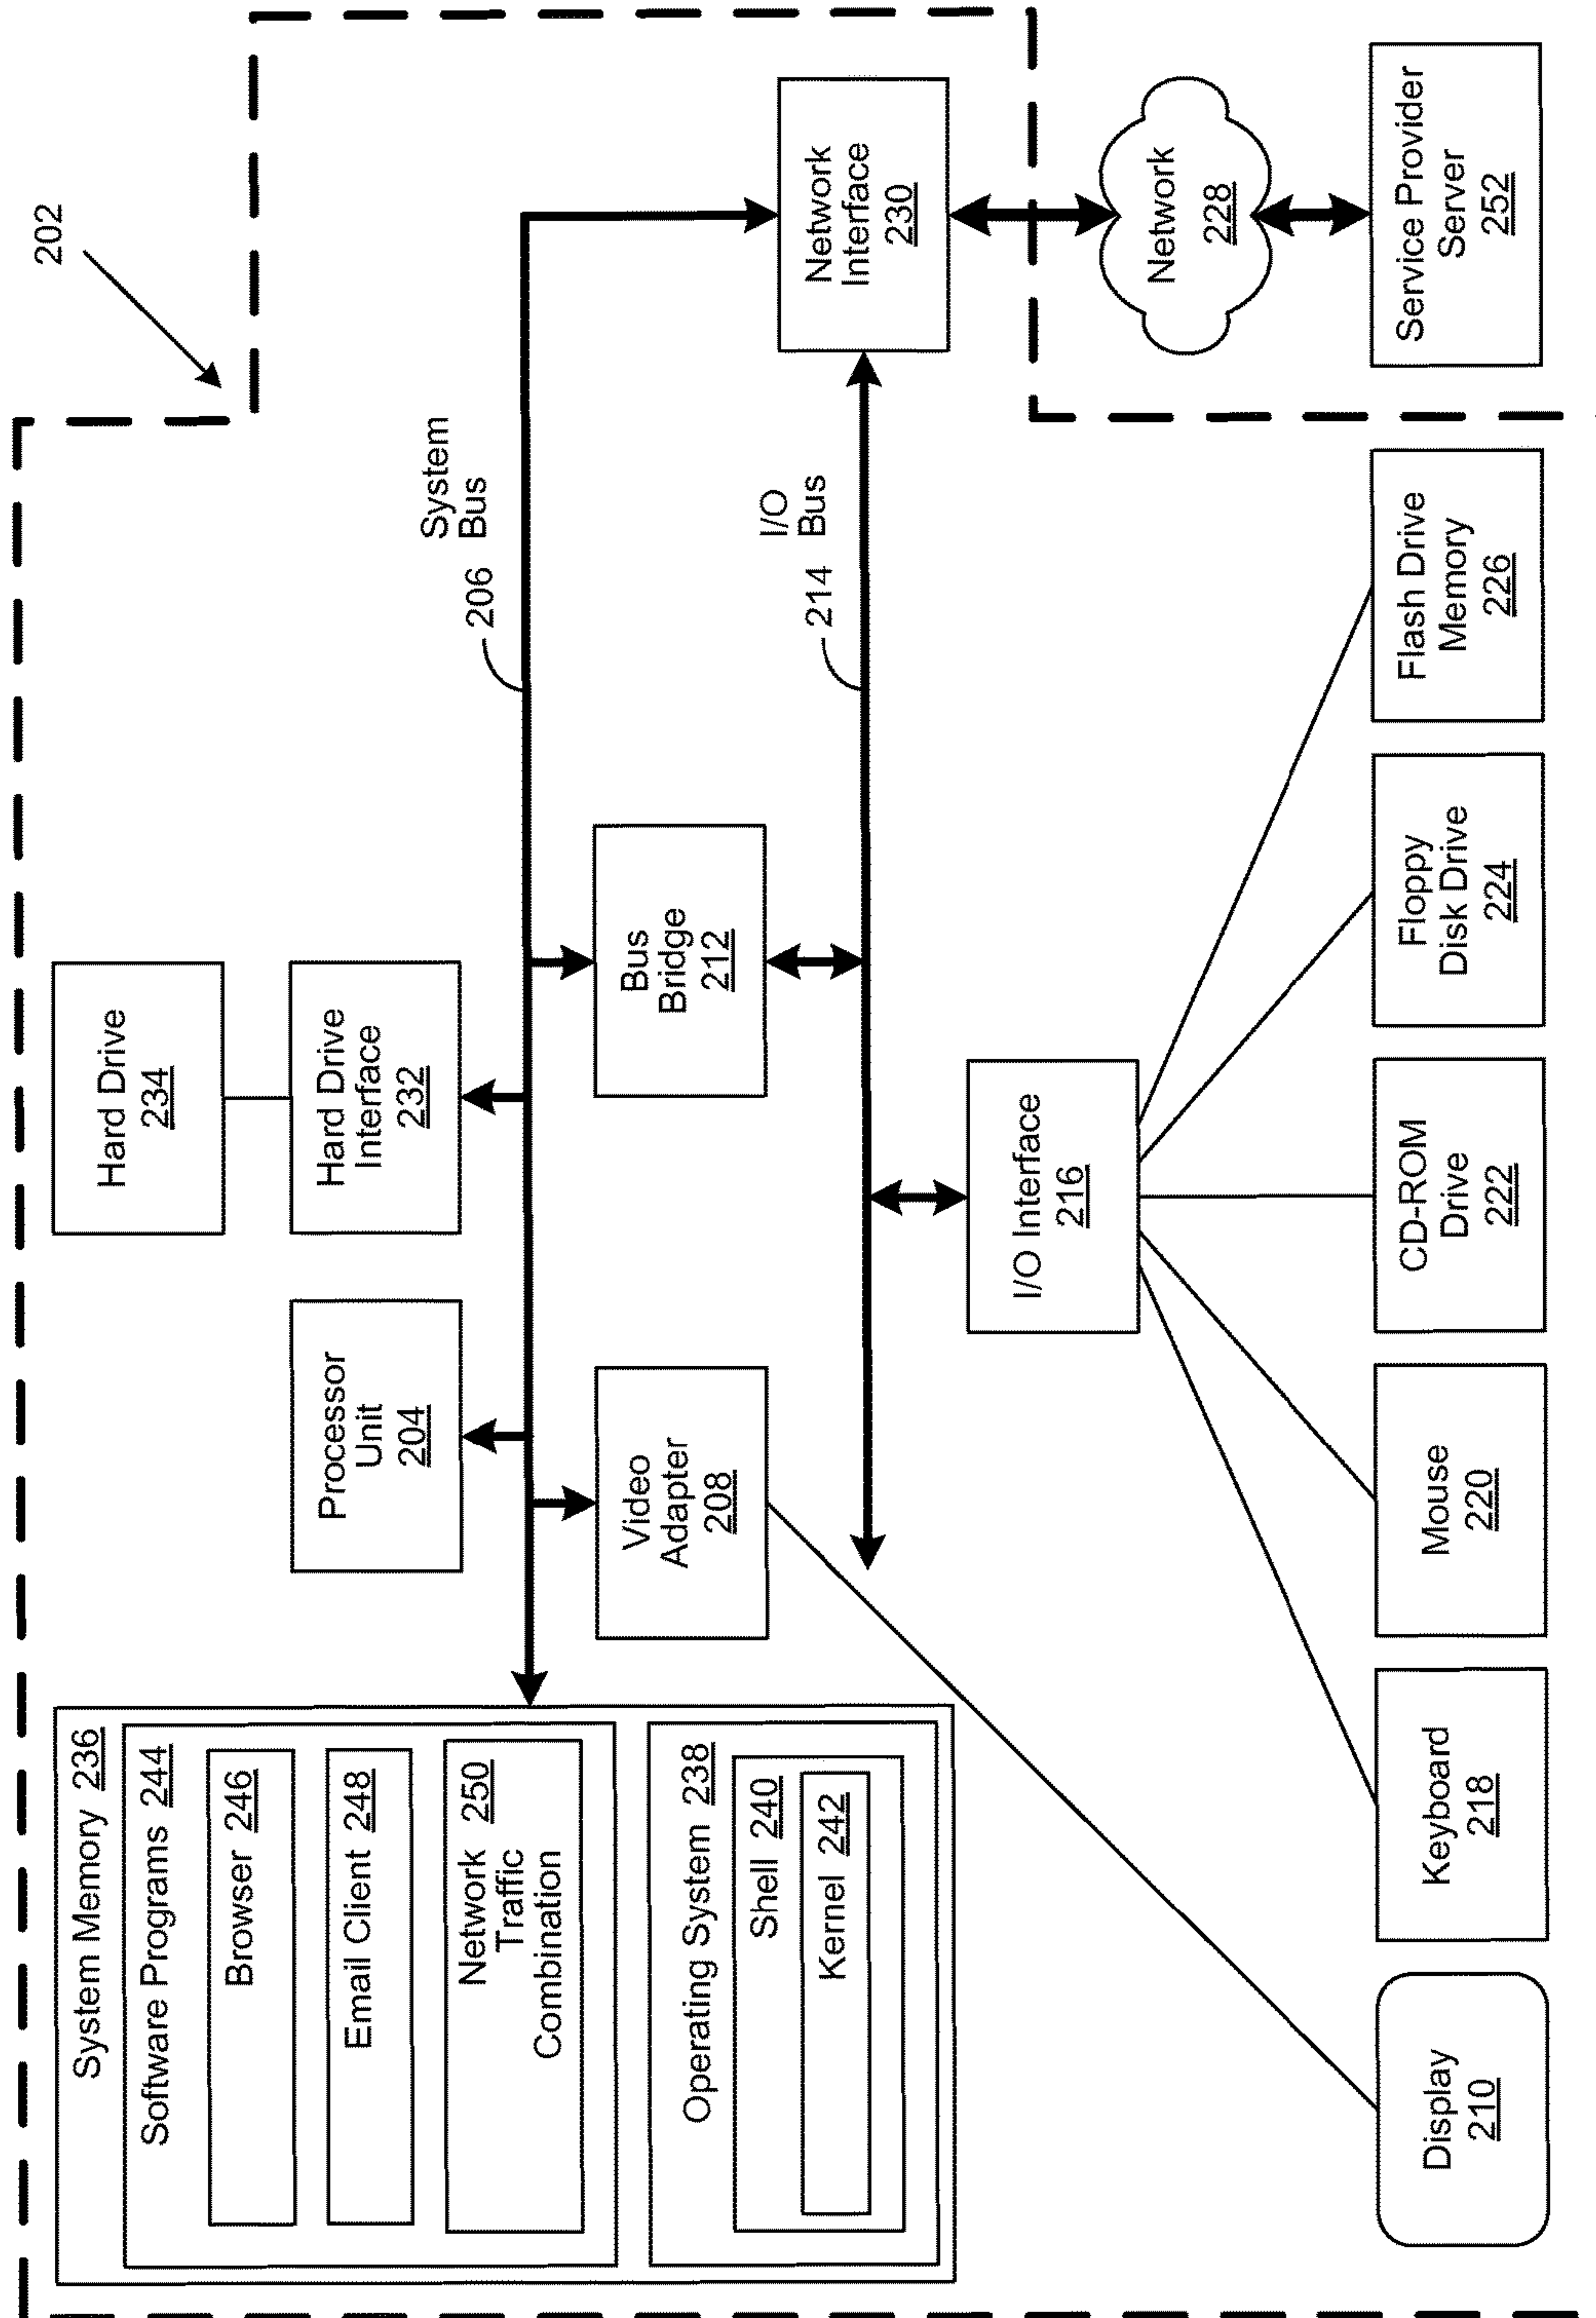 202
System Memory 236
Software Programs 244
Browser 246
Email Client 248
Network 250
Traffic
Combination
Operating System 238
Shell 240
Kernel 242
Processor
Unit
204
Hard Drive
234
Hard Drive
Interface
232
System
Bus
206
Video
Adapter
208
Bus
Bridge
212
I/O
Bus
214
Network
Interface
230
I/O Interface
216
Network
228
Display
210
Keyboard
218
Mouse
220
CD-ROM
Drive
222
Floppy
Disk Drive
224
Flash Drive
Memory
226
Service Provider
Server
252